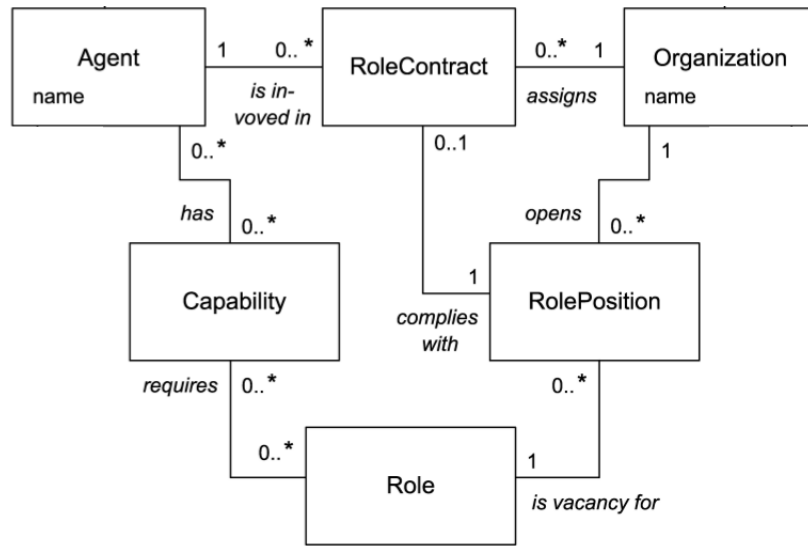 Agent
name
1
0..*
is in-
voved in
RoleContract
0..*
1
assigns
Organization
name
0..*
0..1
1
has
opens
0..*
0..*
Capability
1
RolePosition
complies
with
requires
0..*
0..*
0..*
Role
1
is vacancy for